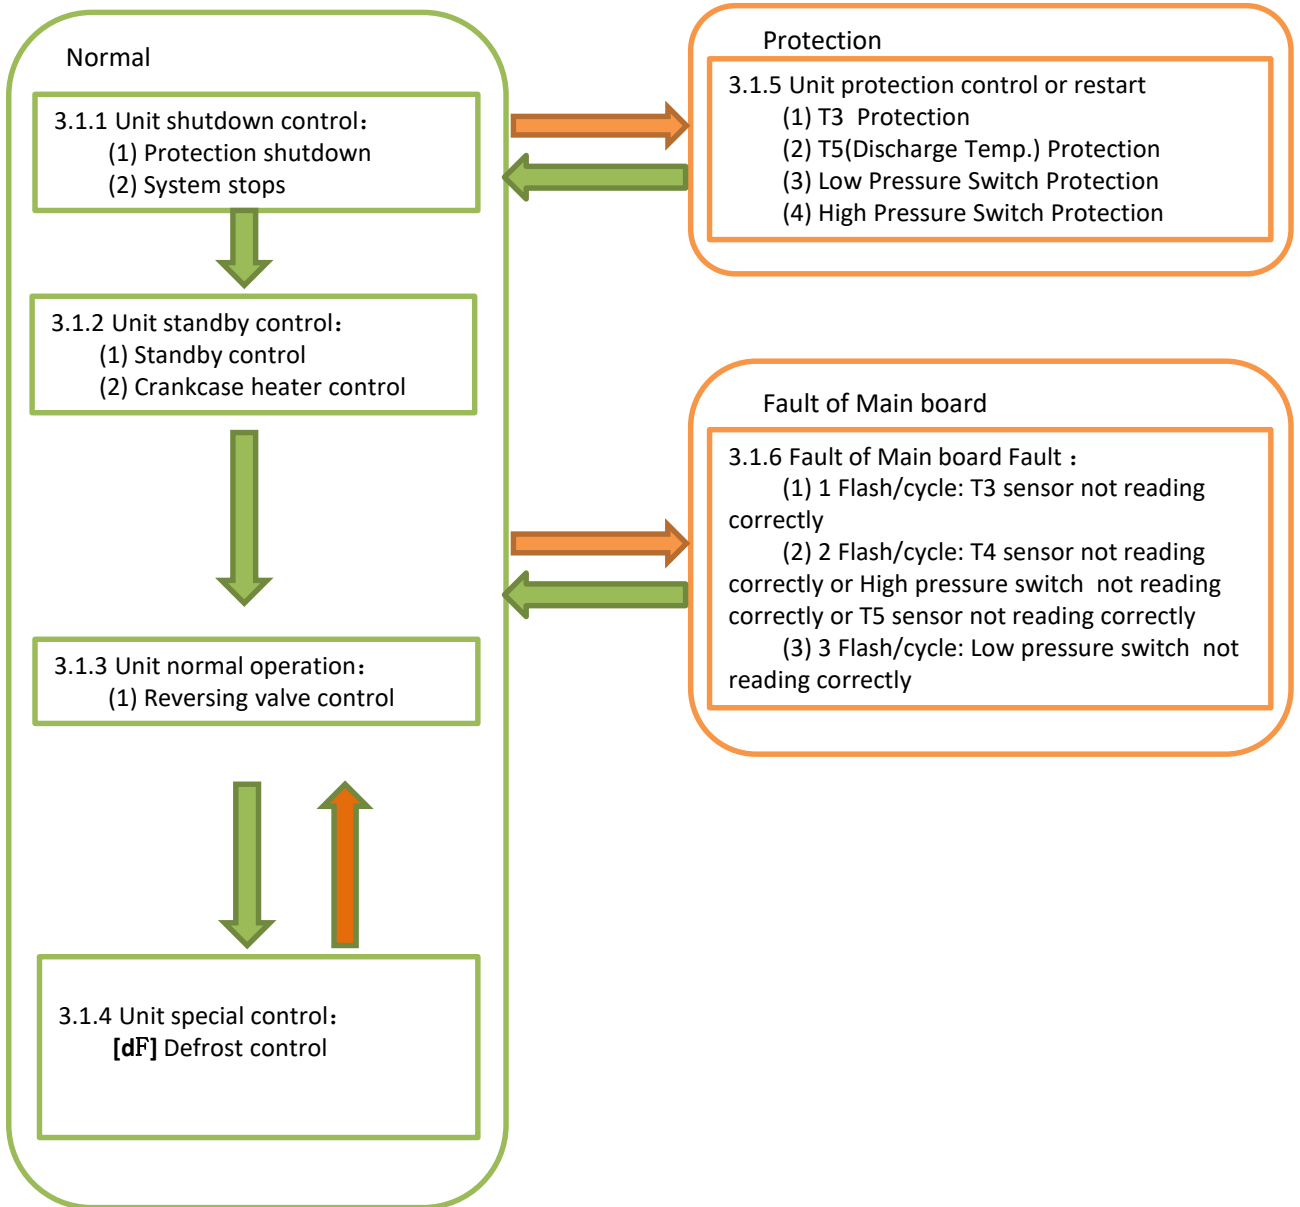 Normal
3.1.1 Unit shutdown control：
(1) Protection shutdown
(2) System stops
3.1.2 Unit standby control：
(1) Standby control
(2) Crankcase heater control
3.1.3 Unit normal operation：
(1) Reversing valve control
3.1.4 Unit special control：
[dF] Defrost control
Protection
3.1.5 Unit protection control or restart
(1) T3 Protection
(2) T5(Discharge Temp.) Protection
(3) Low Pressure Switch Protection
(4) High Pressure Switch Protection
Fault of Main board
3.1.6 Fault of Main board Fault：
(1) 1 Flash/cycle: T3 sensor not reading
correctly
(2) 2 Flash/cycle: T4 sensor not reading
correctly or High pressure switch not reading
correctly or T5 sensor not reading correctly
(3) 3 Flash/cycle: Low pressure switch not
reading correctly